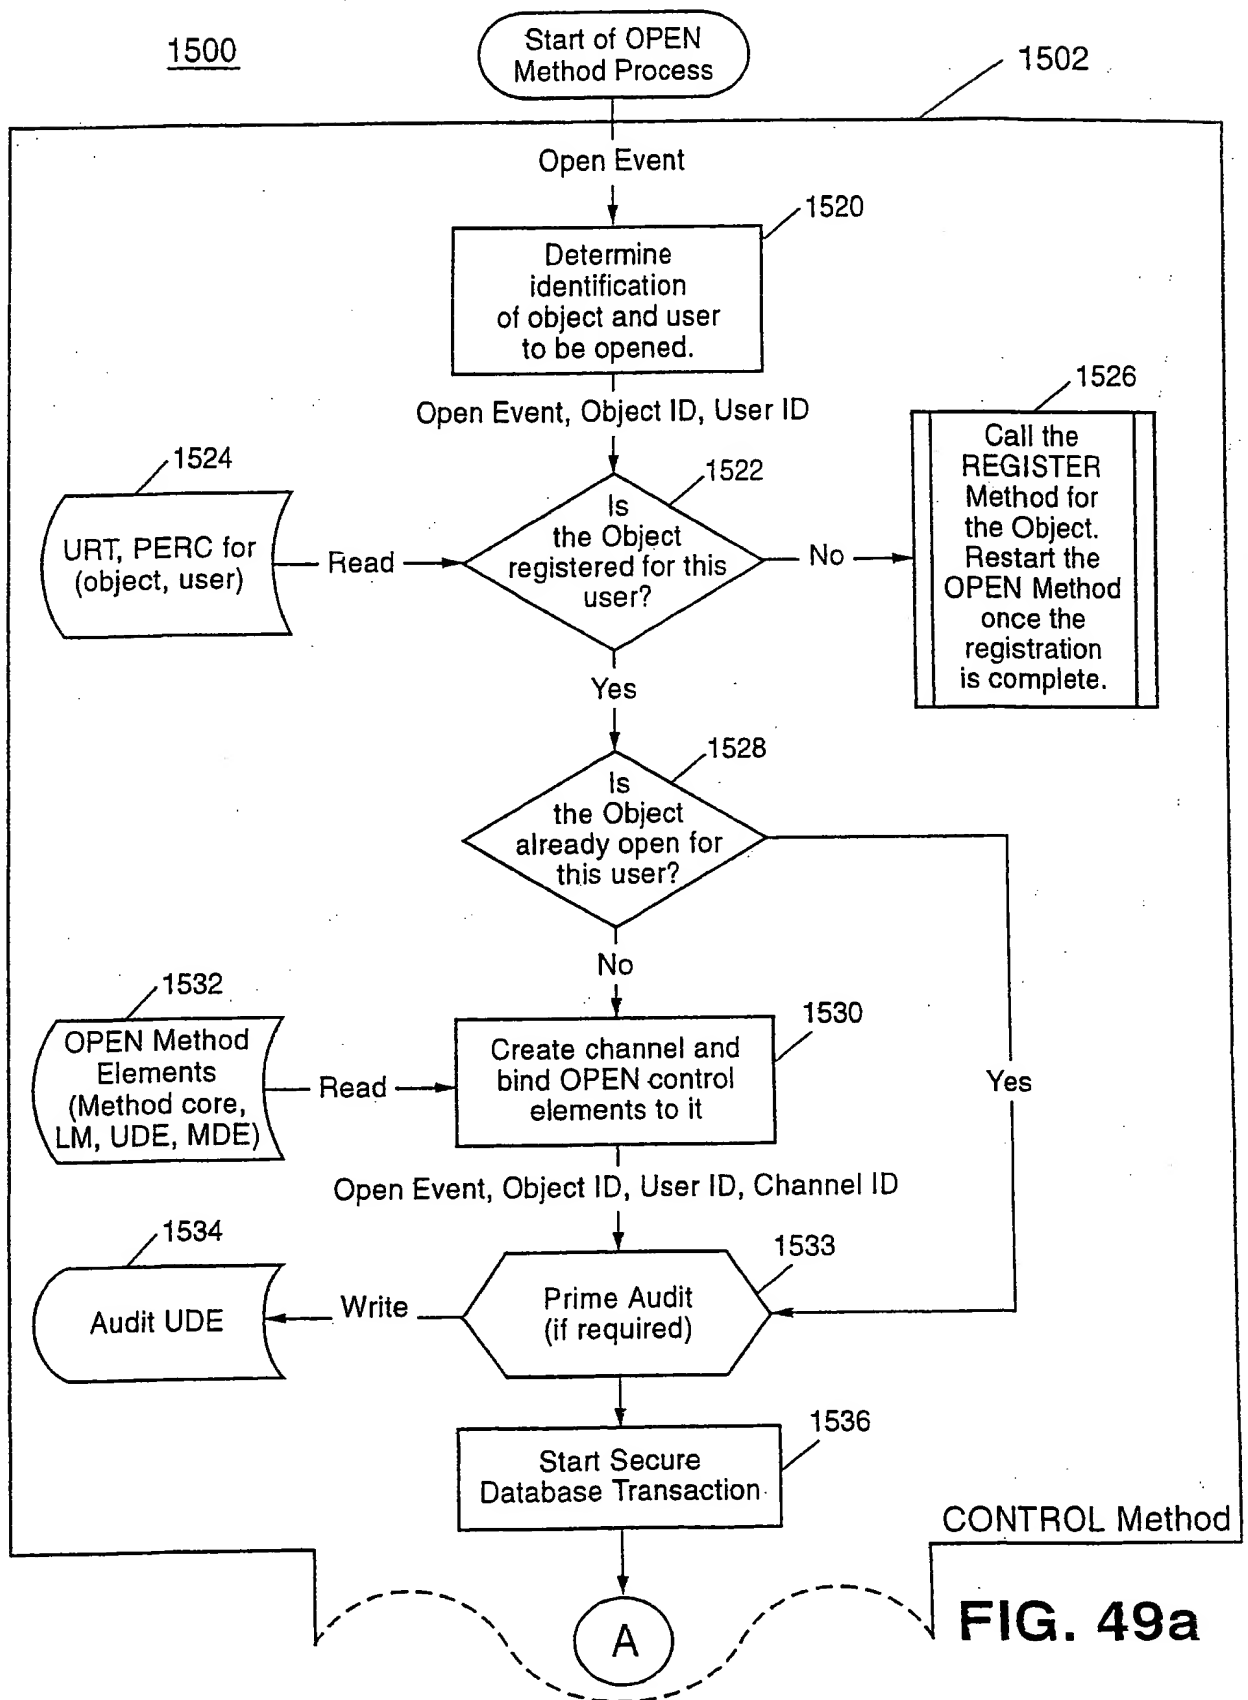 1500
Start of OPEN
Method Process
1502
Open Event
1520
Determine
identification
of object and user
to be opened.
Open Event, Object ID, User ID
1526
Call the
REGISTER
Method for
the Object.
Restart the
OPEN Method
once the
registration
is complete.
1524
URT, PERC for
(object, user)
Read
1522
Is
the Object
registered for this
user?
No
Yes
1528
Is
the Object
already open for
this user?
No
Yes
1532
OPEN Method
Elements
(Method core,
LM, UDE, MDE)
Read
1530
Create channel and
bind OPEN control
elements to it
Open Event, Object ID, User ID, Channel ID
1534
Audit UDE
Write
1533
Prime Audit
(if required)
1536
Start Secure
Database Transaction
CONTROL Method
A
FIG. 49a